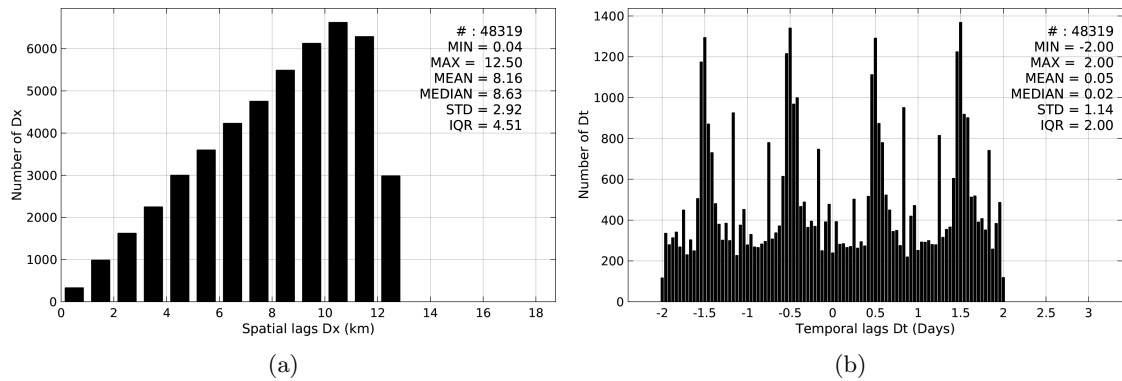 # : 48319
MIN = 0.04
MAX = 12.50
MEAN = 8.16
MEDIAN = 8.63
STD = 2.92
IQR = 4.51
6000
5000
4000
3000
2000
1000
0
Number of Dx
0 2 4 6 8 10 12 14 16 18
Spatial lags Dx (km)
(a)
# : 48319
MIN = -2.00
MAX = 2.00
MEAN = 0.05
MEDIAN = 0.02
STD = 1.14
IQR = 2.00
1400
1200
1000
800
600
400
200
0
Number of Dt
-2 -1.5 -1 -0.5 0 0.5 1 1.5 2 2.5 3
Temporal lags Dt (Days)
(b)